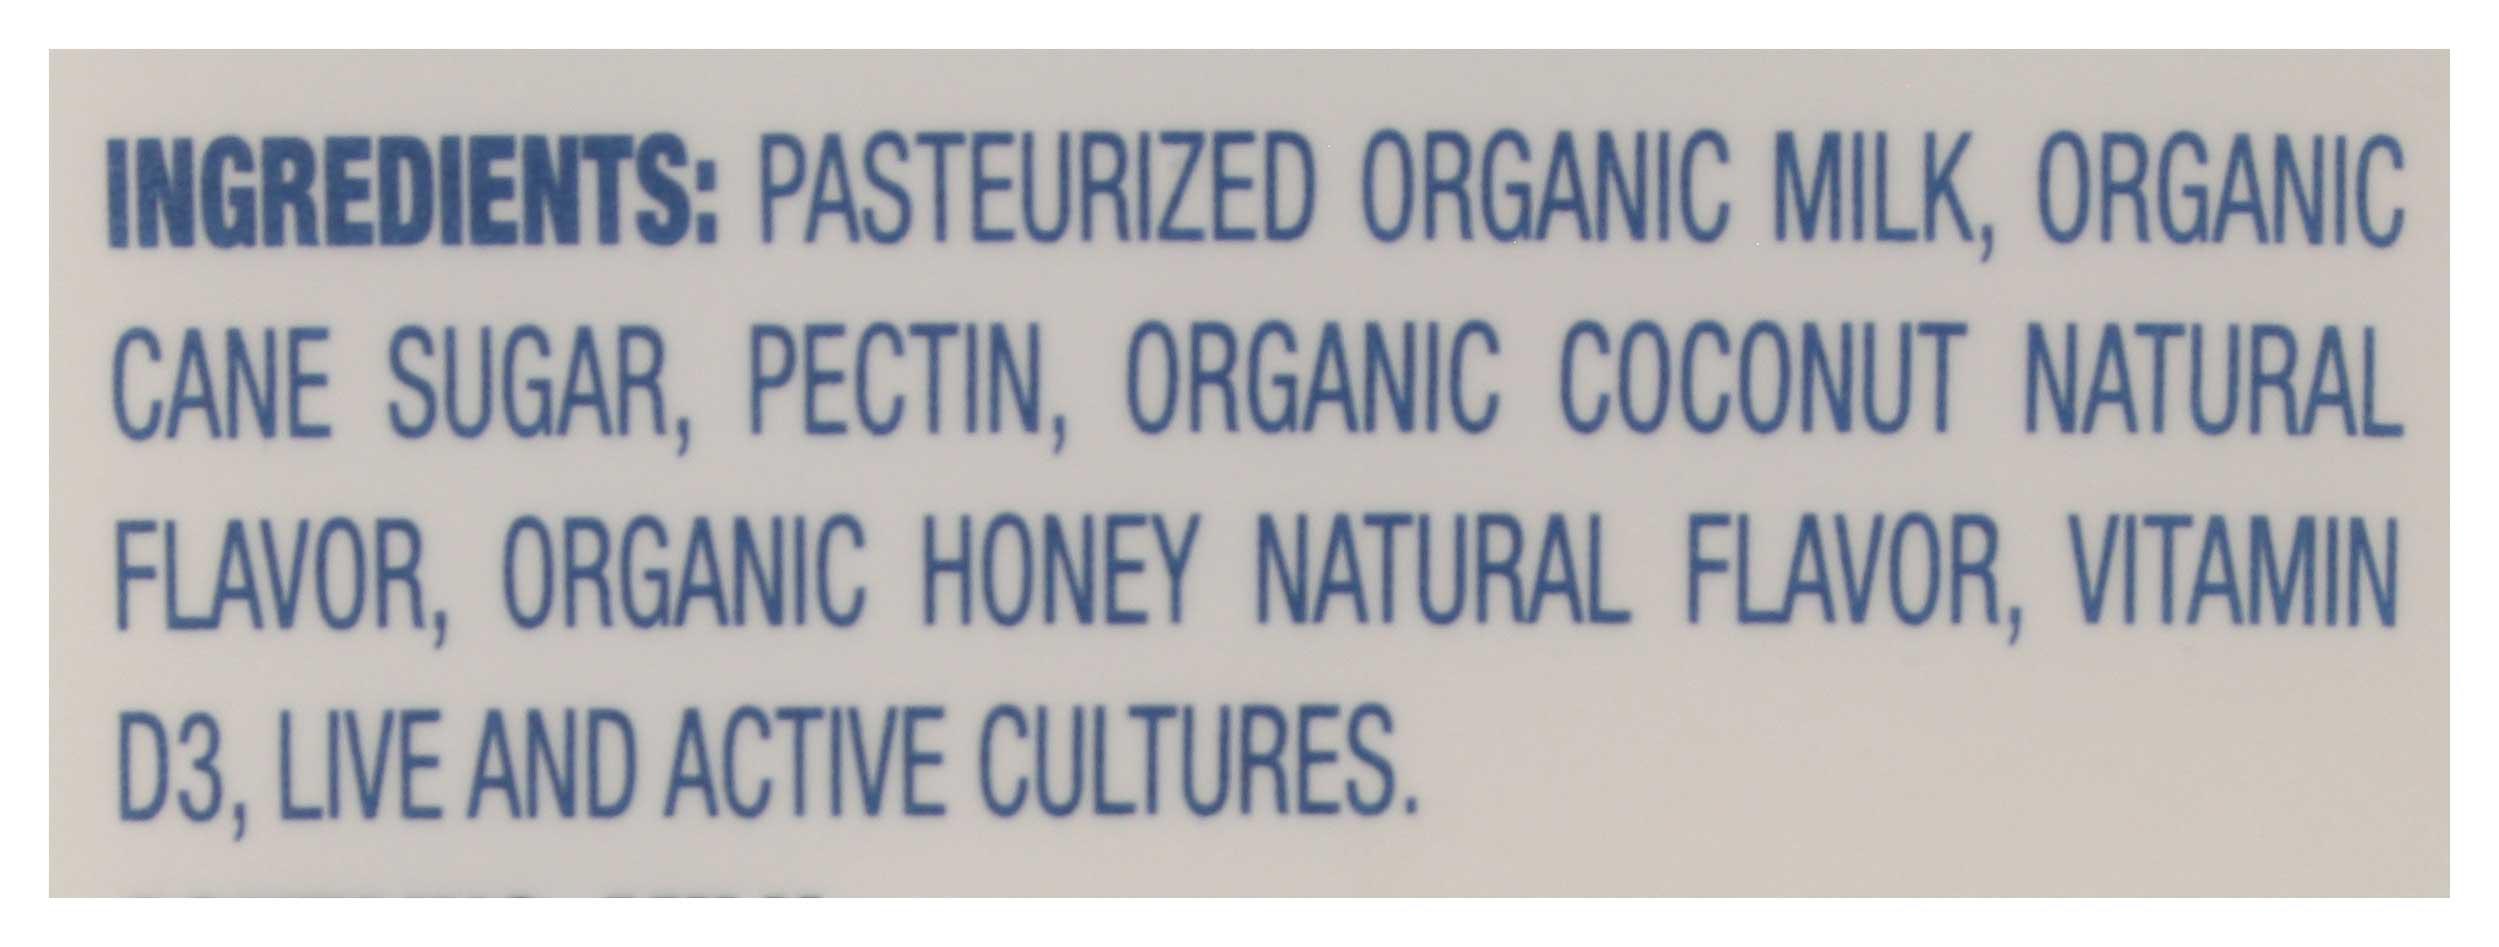 INGREDIENTS: PASTEURIZED ORGANIC MILK, ORGANIC
CANE SUGAR, PECTIN, ORGANIC COCONUT NATURAL
FLAVOR, ORGANIC HONEY NATURAL FLAVOR, VITAMIN
D3, LIVE AND ACTIVE CULTURES.